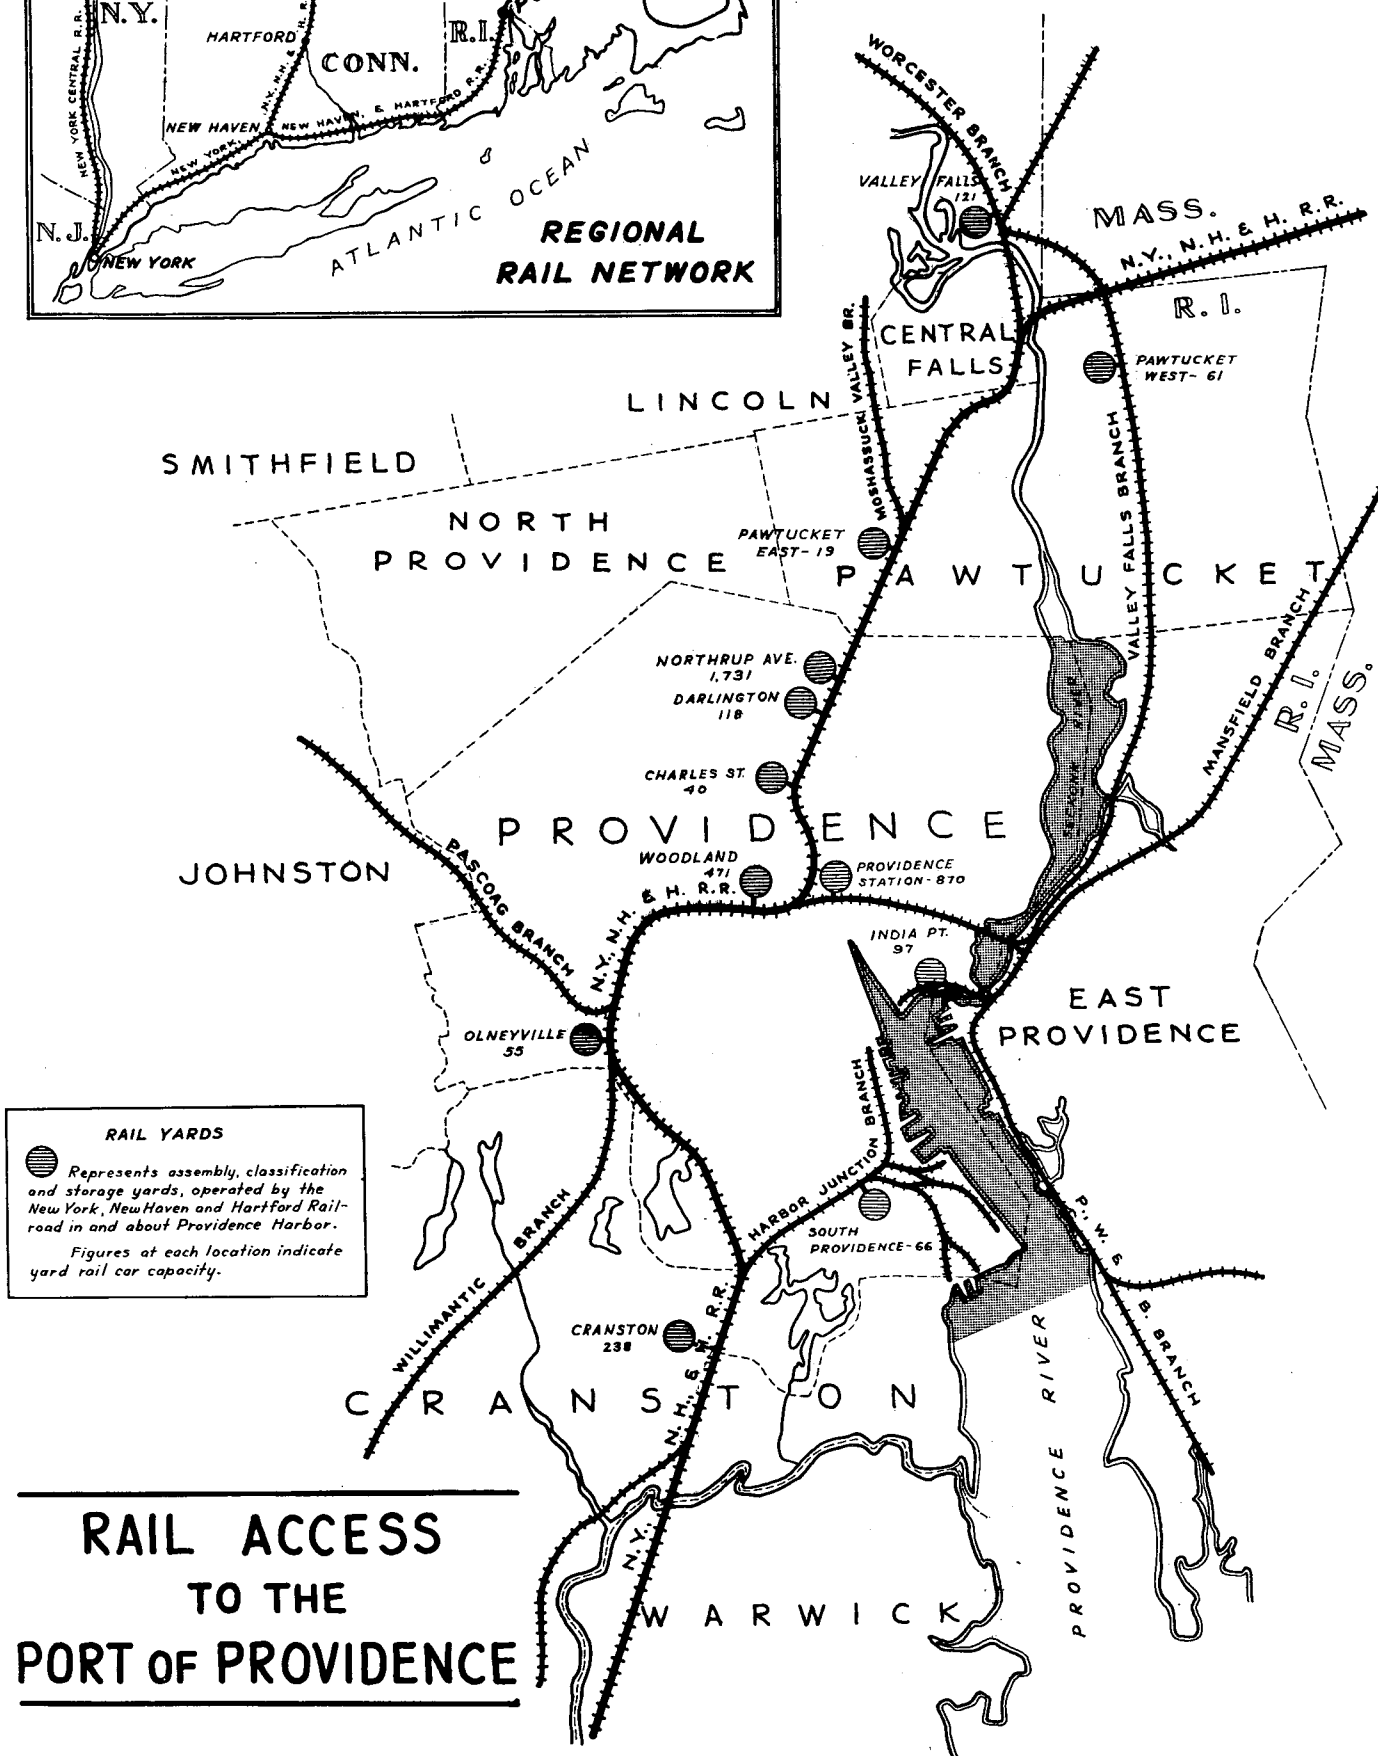 N.Y.
HARTFORD
CONN.
R.I.
NEW YORK CENTRAL R.R.
N.Y., N.H. & H. R.R.
NEW HAVEN
NEW YORK, NEW HAVEN, & HARTFORD R.R.
N.J.
NEW YORK
ATLANTIC OCEAN
REGIONAL
RAIL NETWORK
WORCESTER BRANCH
VALLEY FALLS
121
MASS.
N.Y., N.H. & H. R.R.
R. I.
CENTRAL
FALLS
PAWTUCKET
WEST- 61
MOSHASSUCK VALLEY BR.
LINCOLN
SMITHFIELD
NORTH
PROVIDENCE
PAWTUCKET
EAST- 19
PAWTUCKET
VALLEY FALLS BRANCH
VALLEY FALLS BRANCH
MANSFIELD BRANCH
R. I.
MASS.
NORTHRUP AVE.
1,731
DARLINGTON
118
SEEKONK RIVER
CHARLES ST.
40
PROVIDENCE
WOODLAND
471
PROVIDENCE
STATION-870
JOHNSTON
PASCOAG BRANCH
N.Y., N.H. & H. R.R.
INDIA PT.
97
EAST
PROVIDENCE
OLNEYVILLE
55
HARBOR JUNCTION BRANCH
SOUTH
PROVIDENCE-66
P., W. & B. BRANCH
RAIL YARDS
Represents assembly, classification
and storage yards, operated by the
New York, New Haven and Hartford Rail-
road in and about Providence Harbor.
Figures at each location indicate
yard rail car capacity.
WILLIMANTIC BRANCH
CRANSTON
238
CRANSTON
N.Y., N.H., & H. R.R.
PROVIDENCE RIVER
WARWICK
RAIL ACCESS
TO THE
PORT OF PROVIDENCE